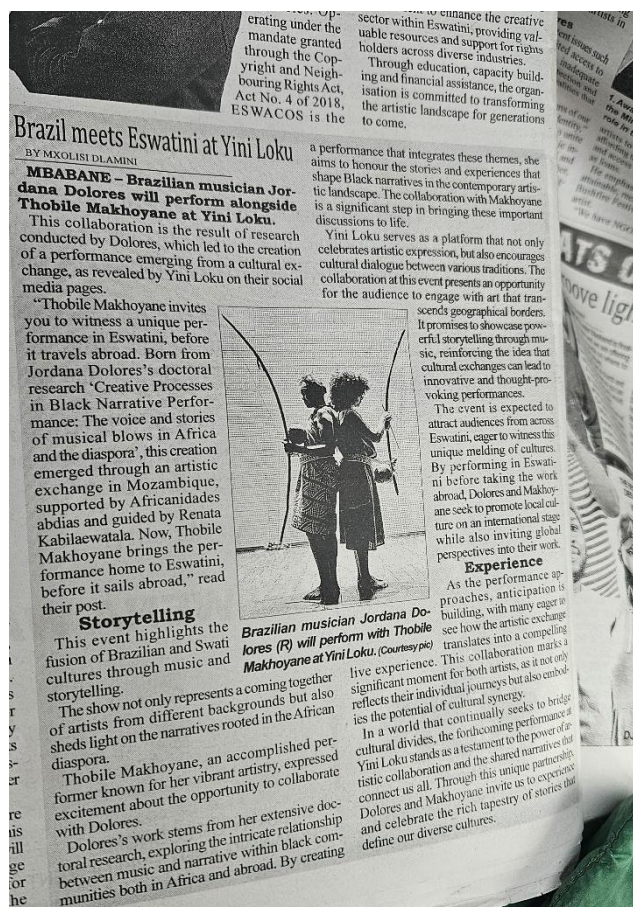 erating under the
mandate granted
through the Cop-
yright and Neigh-
bouring Rights Act,
Act No. 4 of 2018,
ESWACOS is the
to enhance the creative
sector within Eswatini, providing val-
uable resources and support for rights
holders across diverse industries.
Through education, capacity build-
ing and financial assistance, the organ-
isation is committed to transforming
the artistic landscape for generations
to come.
Brazil meets Eswatini at Yini Loku
BY MXOLISI DLAMINI
MBABANE – Brazilian musician Jor-
dana Dolores will perform alongside
Thobile Makhoyane at Yini Loku.
This collaboration is the result of research
conducted by Dolores, which led to the creation
of a performance emerging from a cultural ex-
change, as revealed by Yini Loku on their social
media pages.
“Thobile Makhoyane invites
you to witness a unique per-
formance in Eswatini, before
it travels abroad. Born from
Jordana Dolores’s doctoral
research ‘Creative Processes
in Black Narrative Perfor-
mance: The voice and stories
of musical blows in Africa
and the diaspora’, this creation
emerged through an artistic
exchange in Mozambique,
supported by Africanidades
abdias and guided by Renata
Kabilaewatala. Now, Thobile
Makhoyane brings the per-
formance home to Eswatini,
before it sails abroad,” read
their post.
Storytelling
This event highlights the
fusion of Brazilian and Swati
cultures through music and
storytelling.
The show not only represents a coming together
of artists from different backgrounds but also
sheds light on the narratives rooted in the African
diaspora.
Thobile Makhoyane, an accomplished per-
former known for her vibrant artistry, expressed
excitement about the opportunity to collaborate
with Dolores.
Dolores’s work stems from her extensive doc-
toral research, exploring the intricate relationship
between music and narrative within black com-
munities both in Africa and abroad. By creating
a performance that integrates these themes, she
aims to honour the stories and experiences that
shape Black narratives in the contemporary artis-
tic landscape. The collaboration with Makhoyane
is a significant step in bringing these important
discussions to life.
Yini Loku serves as a platform that not only
celebrates artistic expression, but also encourages
cultural dialogue between various traditions. The
collaboration at this event presents an opportunity
for the audience to engage with art that tran-
scends geographical borders.
It promises to showcase pow-
erful storytelling through mu-
sic, reinforcing the idea that
cultural exchanges can lead to
innovative and thought-pro-
voking performances.
The event is expected to
attract audiences from across
Eswatini, eager to witness this
unique melding of cultures.
By performing in Eswati-
ni before taking the work
abroad, Dolores and Makhoy-
ane seek to promote local cul-
ture on an international stage
while also inviting global
perspectives into their work.
Experience
As the performance ap-
proaches, anticipation is
building, with many eager to
see how the artistic exchange
translates into a compelling
live experience. This collaboration marks a
significant moment for both artists, as it not only
reflects their individual journeys but also embod-
ies the potential of cultural synergy.
In a world that continually seeks to bridge
cultural divides, the forthcoming performance at
Yini Loku stands as a testament to the power of ar-
tistic collaboration and the shared narratives that
connect us all. Through this unique partnership,
Dolores and Makhoyane invite us to experience
and celebrate the rich tapestry of stories that
define our diverse cultures.
Brazilian musician Jordana Do-
lores (R) will perform with Thobile
Makhoyane at Yini Loku. (Courtesy pic)